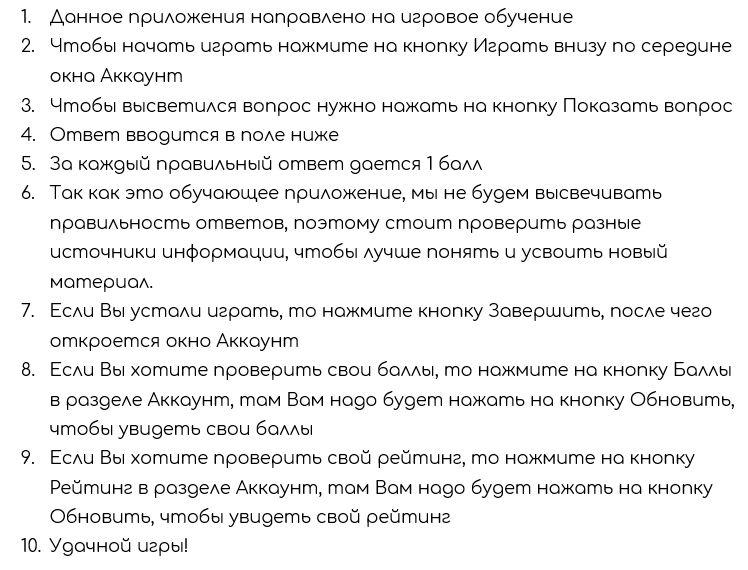 1. Данное приложения направлено на игровое обучение
2. Чтобы начать играть нажмите на кнопку Играть внизу по середине
окна Аккаунт
3. Чтобы высветился вопрос нужно нажать на кнопку Показать вопрос
4. Ответ вводится в поле ниже
5. За каждый правильный ответ дается 1 балл
6. Так как это обучающее приложение, мы не будем высвечивать
правильность ответов, поэтому стоит проверить разные
источники информации, чтобы лучше понять и усвоить новый
материал.
7. Если Вы устали играть, то нажмите кнопку Завершить, после чего
откроется окно Аккаунт
8. Если Вы хотите проверить свои баллы, то нажмите на кнопку Баллы
в разделе Аккаунт, там Вам надо будет нажать на кнопку Обновить,
чтобы увидеть свои баллы
9. Если Вы хотите проверить свой рейтинг, то нажмите на кнопку
Рейтинг в разделе Аккаунт, там Вам надо будет нажать на кнопку
Обновить, чтобы увидеть свой рейтинг
10. Удачной игры!